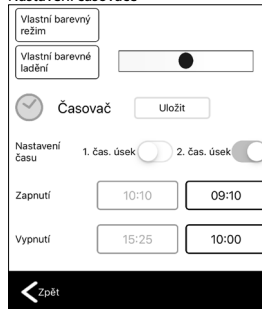 Nastavení časovače
Vlastní barevný
režim
Vlastní barevné
ladění
Časovač
Uložit
Nastavení
času
1. čas. úsek
2. čas. úsek
Zapnutí
10:10
09:10
Vypnutí
15:25
10:00
Zpět